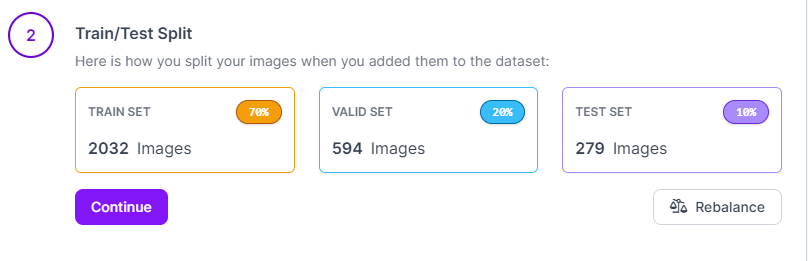 2
Train/Test Split
Here is how you split your images when you added them to the dataset:
TRAIN SET 70%
2032 Images
VALID SET 20%
594 Images
TEST SET 10%
279 Images
Continue
Rebalance